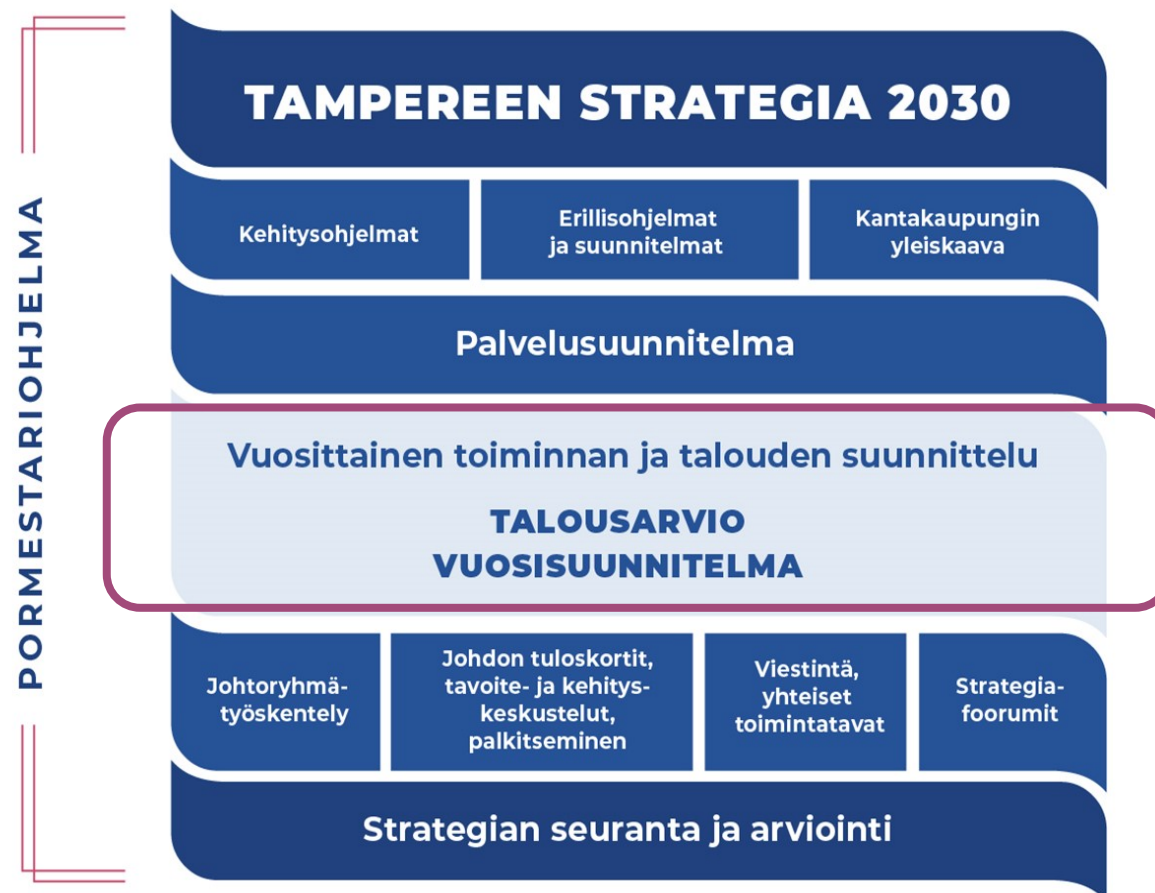 PORMESTARIOHJELMA
TAMPEREEN STRATEGIA 2030
Kehitysohjelmat
Erillisohjelmat
ja suunnitelmat
Kantakaupungin
yleiskaava
Palvelusuunnitelma
Vuosittainen toiminnan ja talouden suunnittelu
TALOUSARVIO
VUOSISUUNNITELMA
Johtoryhmä-
työskentely
Johdon tuloskortit,
tavoite- ja kehitys-
keskustelut,
palkitseminen
Viestintä,
yhteiset
toimintatavat
Strategia-
foorumit
Strategian seuranta ja arviointi